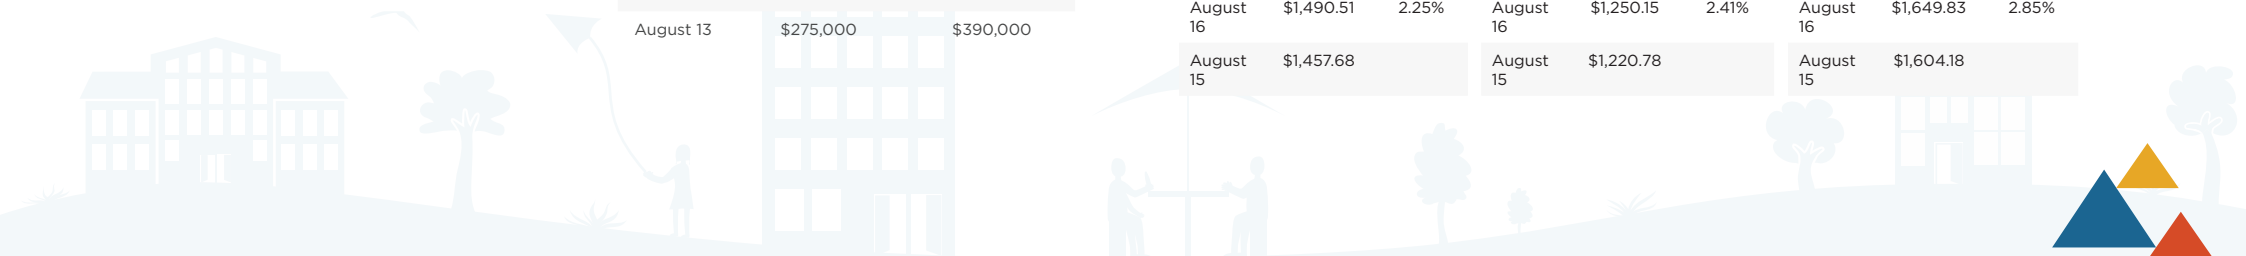 August 13 $275,000 $390,000
August 16 $1,490.51 2.25%
August 15 $1,457.68
August 16 $1,250.15 2.41%
August 15 $1,220.78
August 16 $1,649.83 2.85%
August 15 $1,604.18